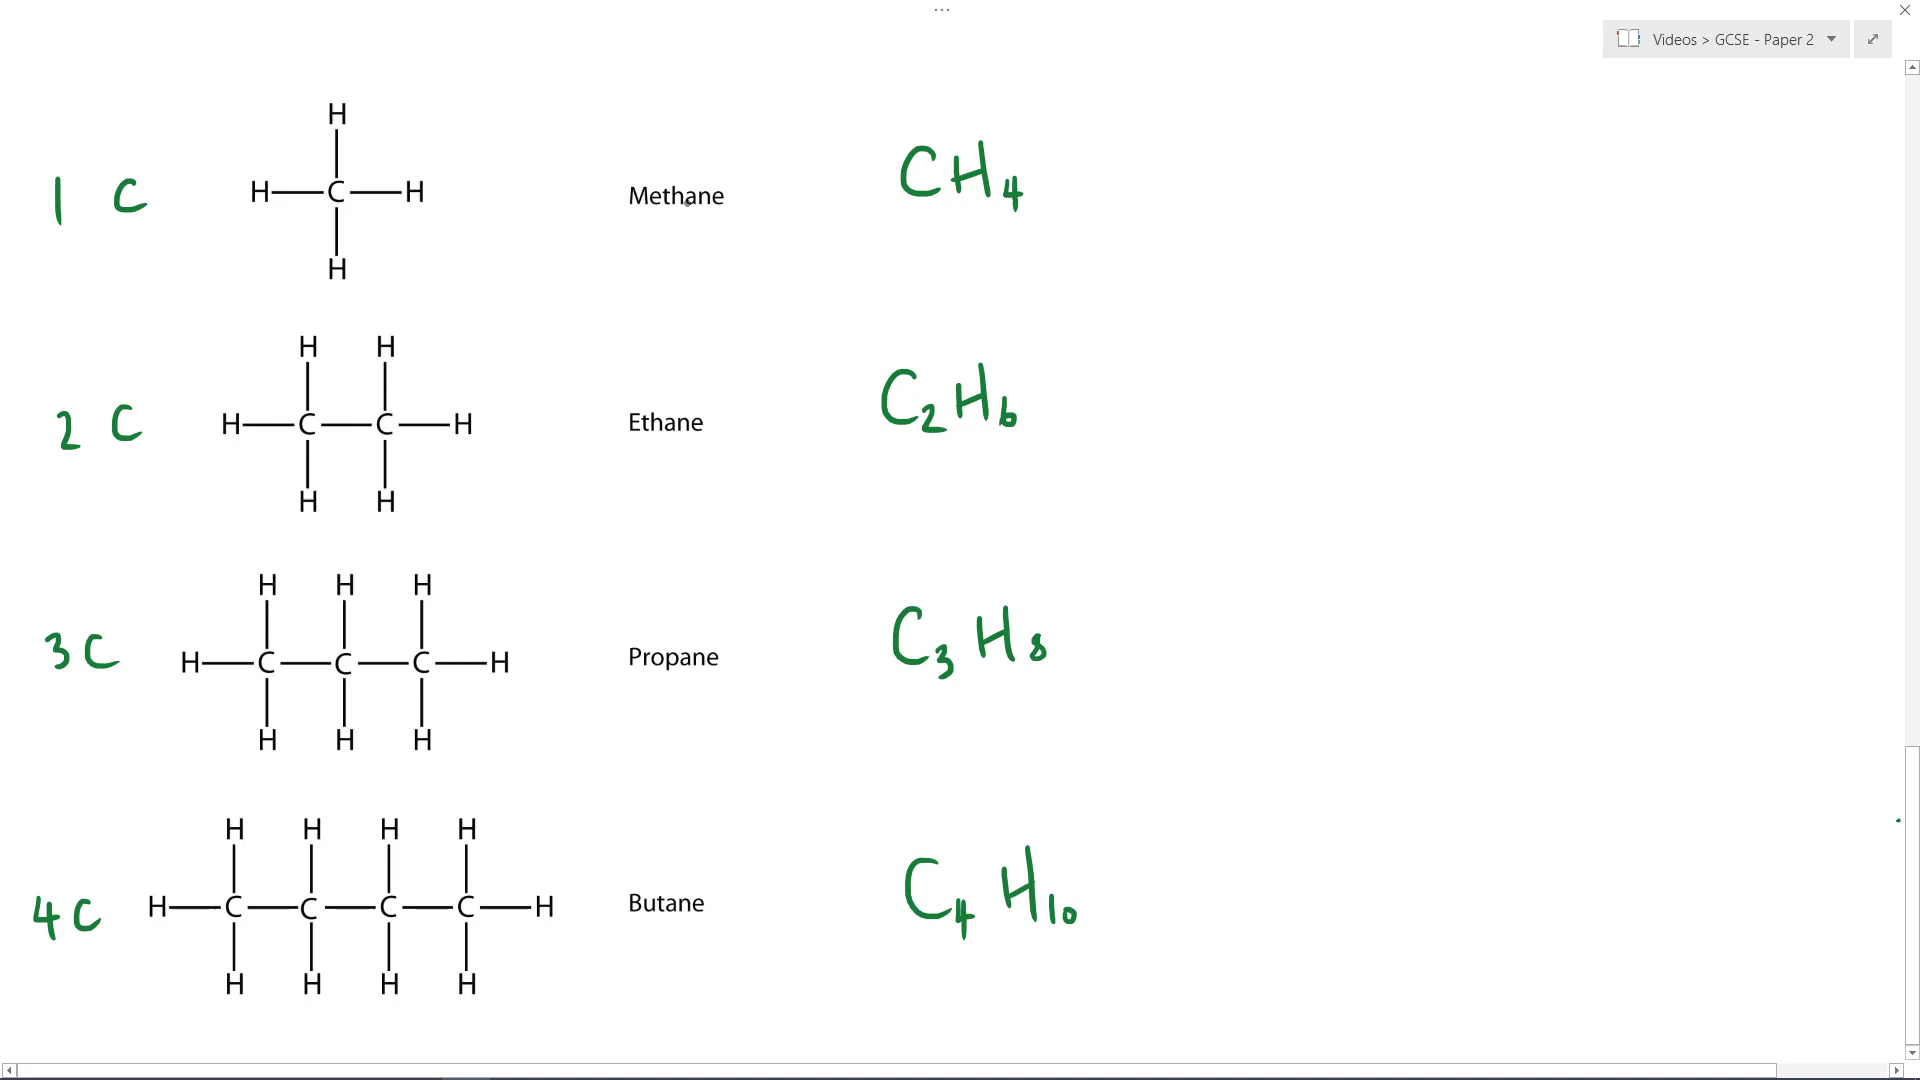 ...
Videos > GCSE - Paper 2
H
1 C H C H Methane CH₄
H
H H
2 C H C C H Ethane C₂H₆
H H
H H H
3 C H C C C H Propane C₃H₈
H H H
H H H H
4 C H C C C C H Butane C₄H₁₀
H H H H